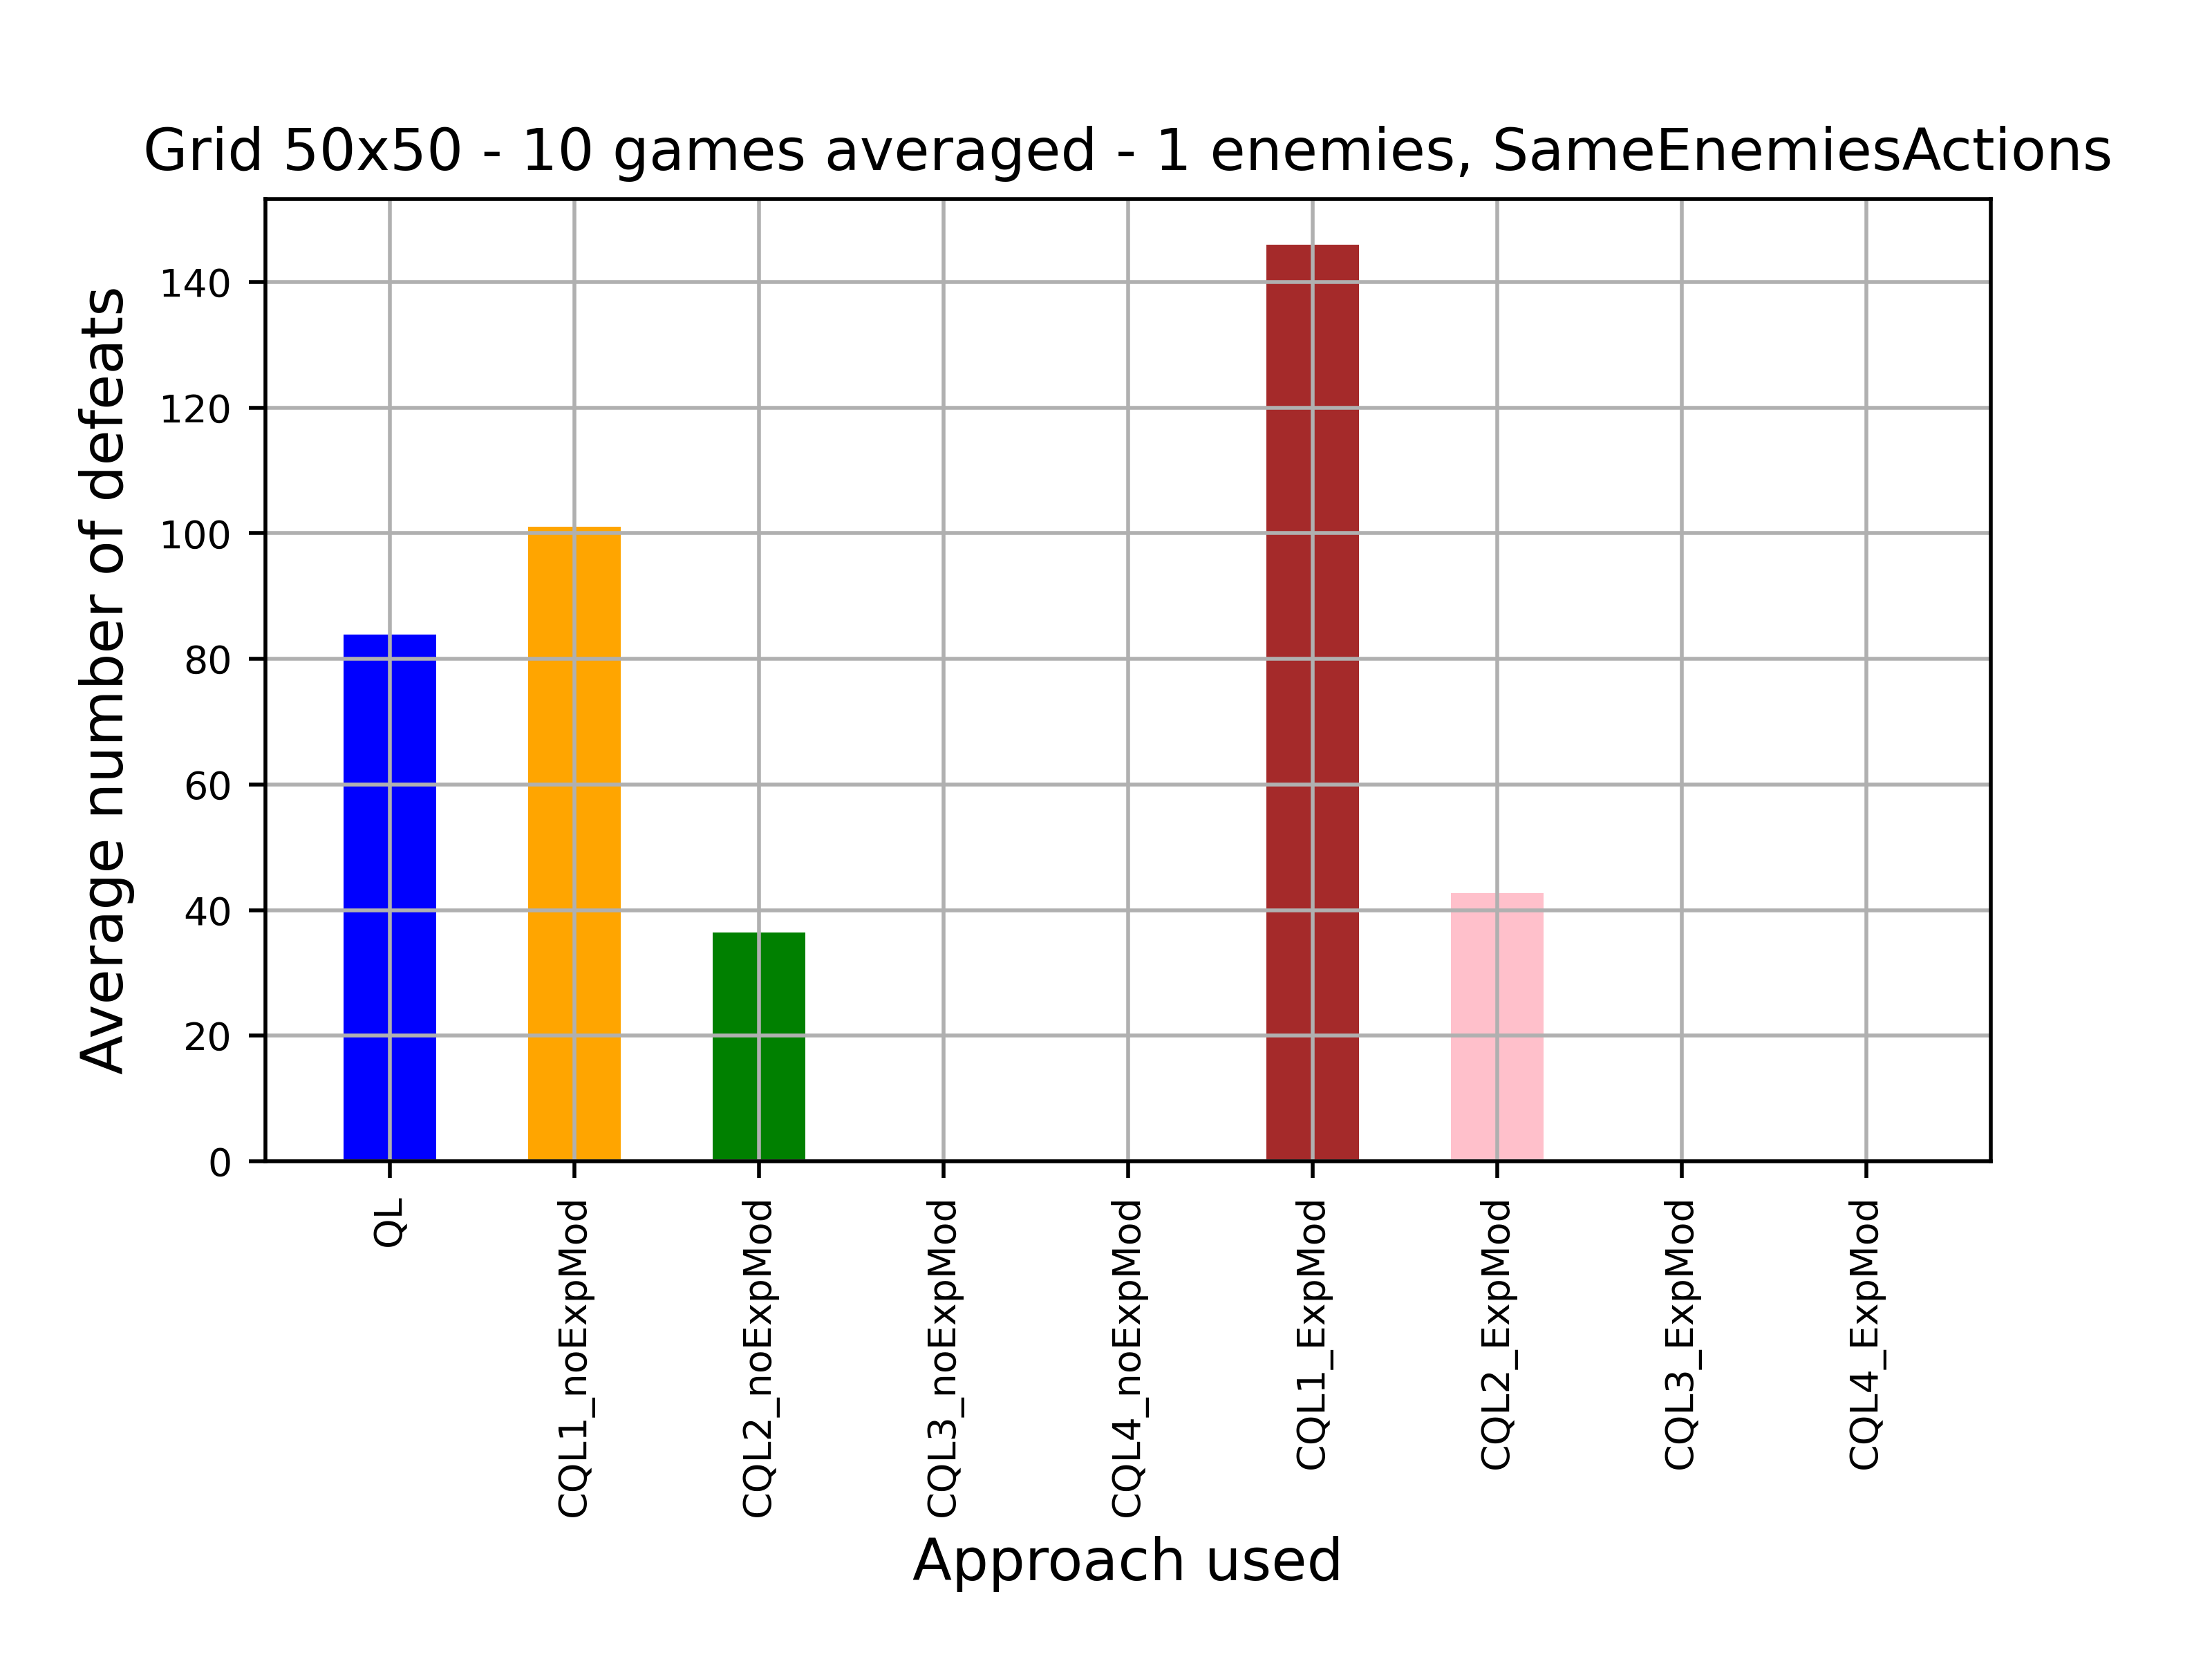 Grid 50x50 - 10 games averaged - 1 enemies, SameEnemiesActions
Average number of defeats
140
120
100
80
60
40
20
0
QL
CQL1_noExpMod
CQL2_noExpMod
CQL3_noExpMod
CQL4_noExpMod
CQL1_ExpMod
CQL2_ExpMod
CQL3_ExpMod
CQL4_ExpMod
Approach used